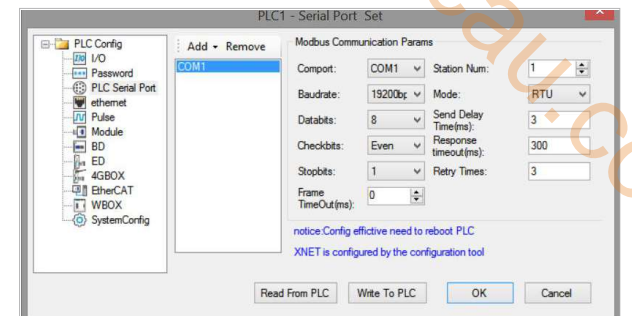 PLC1 - Serial Port Set
PLC Config
I/O
Password
PLC Serial Port
ethernet
Pulse
Module
BD
ED
4GBOX
EtherCAT
WBOX
SystemConfig
Add Remove
COM1
Modbus Communication Params
Comport: COM1 Station Num: 1
Baudrate: 19200bp Mode: RTU
Databits: 8 Send Delay Time(ms): 3
Checkbits: Even Response timeout(ms): 300
Stopbits: 1 Retry Times: 3
Frame TimeOut(ms): 0
notice:Config effictive need to reboot PLC
XNET is configured by the configuration tool
Read From PLC Write To PLC OK Cancel